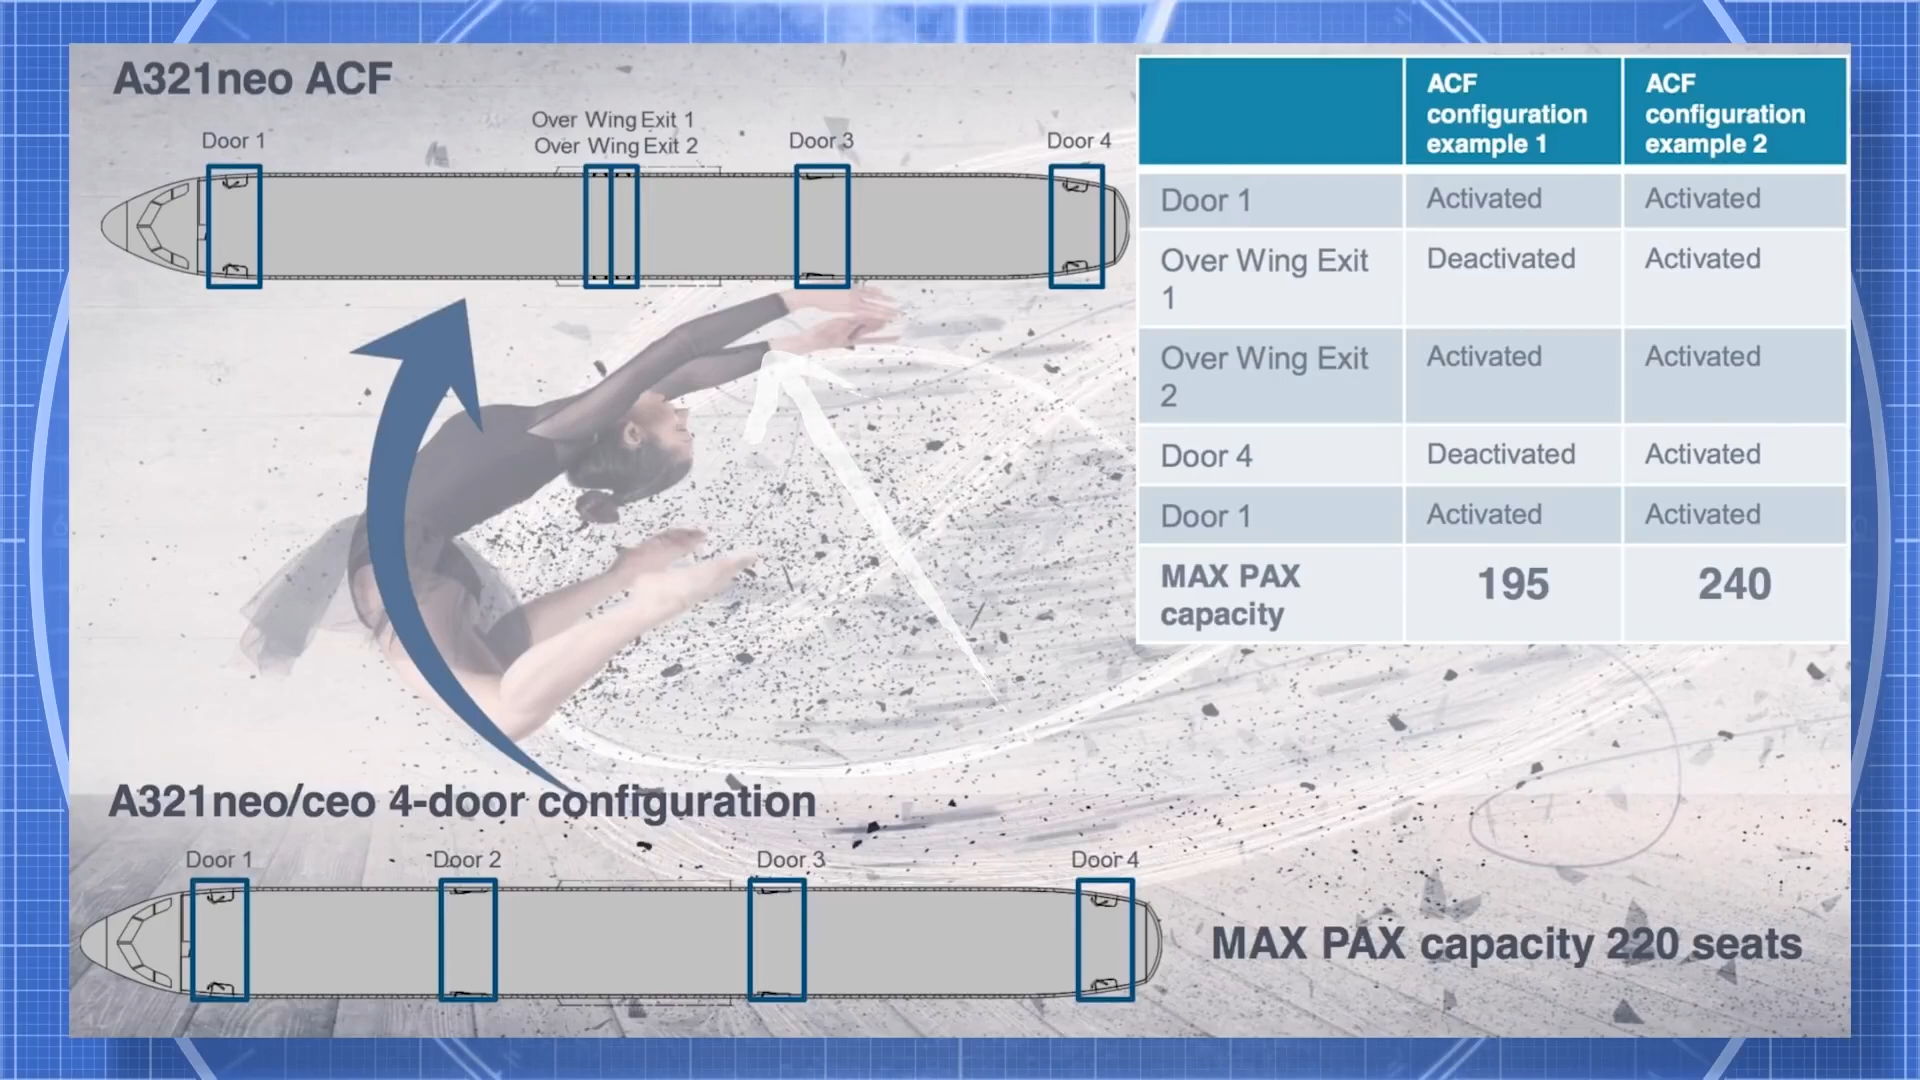 A321neo ACF
Door 1
Over Wing Exit 1
Over Wing Exit 2
Door 3
Door 4
ACF configuration example 1
ACF configuration example 2
Door 1 Activated Activated
Over Wing Exit 1 Deactivated Activated
Over Wing Exit 2 Activated Activated
Door 4 Deactivated Activated
Door 1 Activated Activated
MAX PAX capacity 195 240
A321neo/ceo 4-door configuration
Door 1
Door 2
Door 3
Door 4
MAX PAX capacity 220 seats